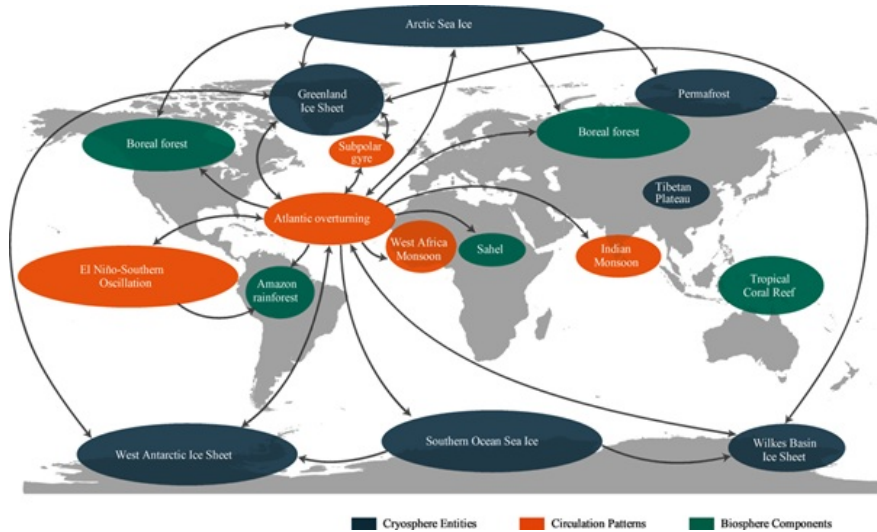 Arctic Sea Ice
Greenland
Ice Sheet
Permafrost
Boreal forest
Boreal forest
Subpolar
gyre
Tibetan
Plateau
Atlantic overturning
West Africa
Monsoon
Sahel
Indian
Monsoon
El Niño-Southern
Oscillation
Amazon
rainforest
Tropical
Coral Reef
West Antarctic Ice Sheet
Southern Ocean Sea Ice
Wilkes Basin
Ice Sheet
Cryosphere Entities
Circulation Patterns
Biosphere Components